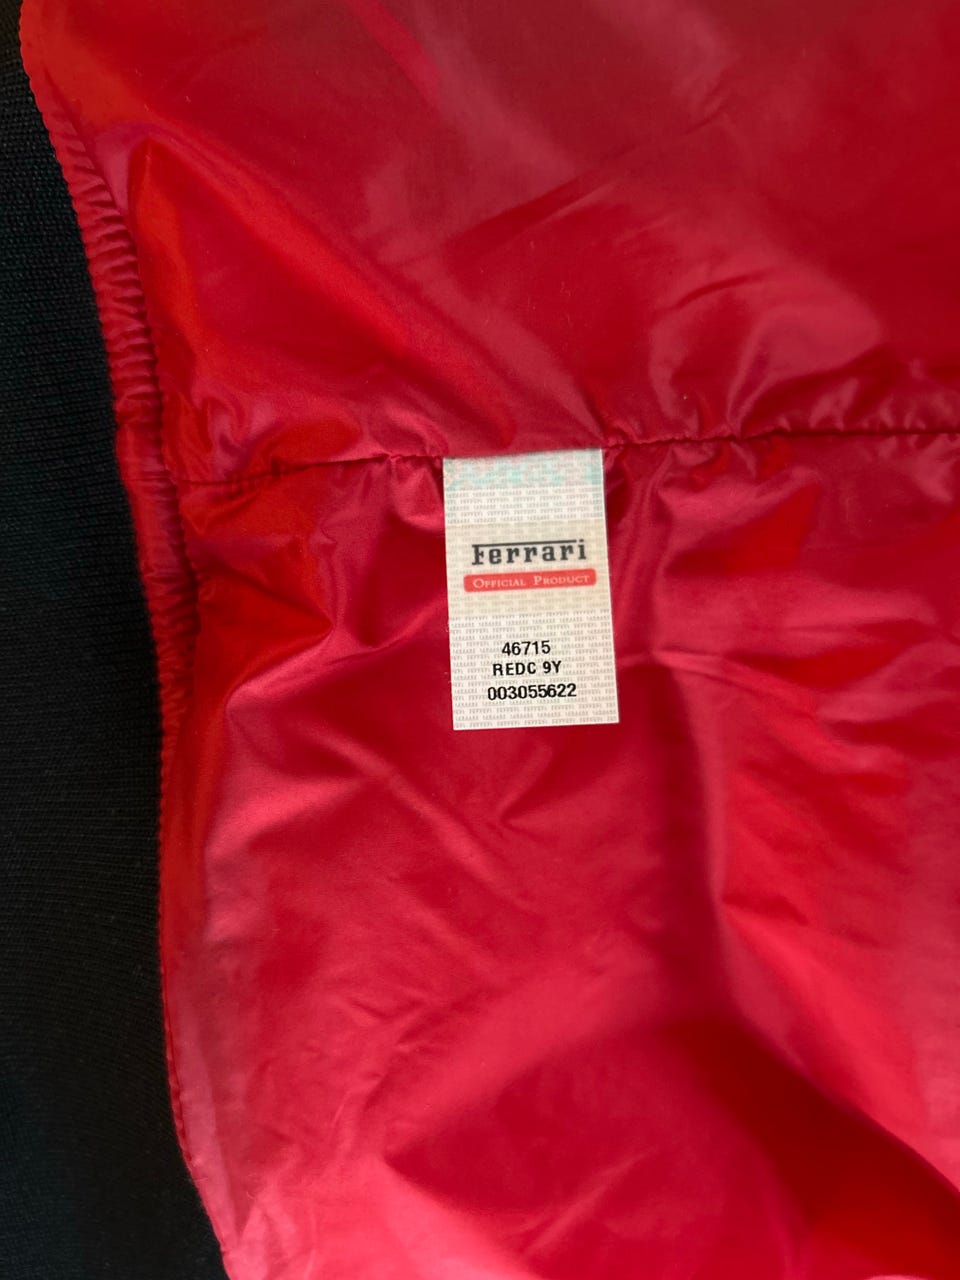 Ferrari
OFFICIAL PRODUCT
46715
REDC 9Y
003055622